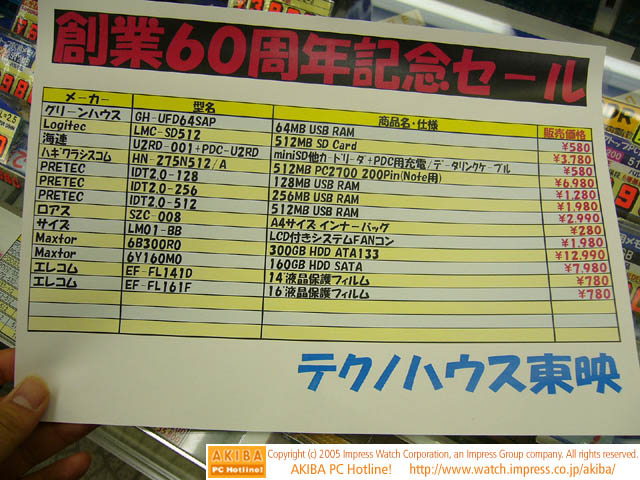 創業60周年記念セール
メーカー 型名 商品名・仕様 販売価格
グリーンハウス GH-UFD64SAP 64MB USB RAM ¥580
Logitec LMC-SD512 512MB SD Card ¥3,780
海連 U2RD-001+PDC-U2RD miniSD他カードリーダ+PDC用充電/データリンクケーブル ¥580
ハギワラシスコム HN-275N512/A 512MB PC2700 200Pin(Note用) ¥6,980
PRETEC IDT2.0-128 128MB USB RAM ¥1,280
PRETEC IDT2.0-256 256MB USB RAM ¥1,980
PRETEC IDT2.0-512 512MB USB RAM ¥2,990
ロアス SZC-008 A4サイズ インナーバッグ ¥280
サイズ LM01-BB LCD付きシステムFANコン ¥1,980
Maxtor 6B300R0 300GB HDD ATA133 ¥12,990
Maxtor 6Y160M0 160GB HDD SATA ¥7,980
エレコム EF-FL141D 14"液晶保護フィルム ¥780
エレコム EF-FL161F 16"液晶保護フィルム ¥780
テクノハウス東映
AKIBA PC Hotline!
Copyright (c) 2005 Impress Watch Corporation, an Impress Group company. All rights reserved.
AKIBA PC Hotline! http://www.watch.impress.co.jp/akiba/